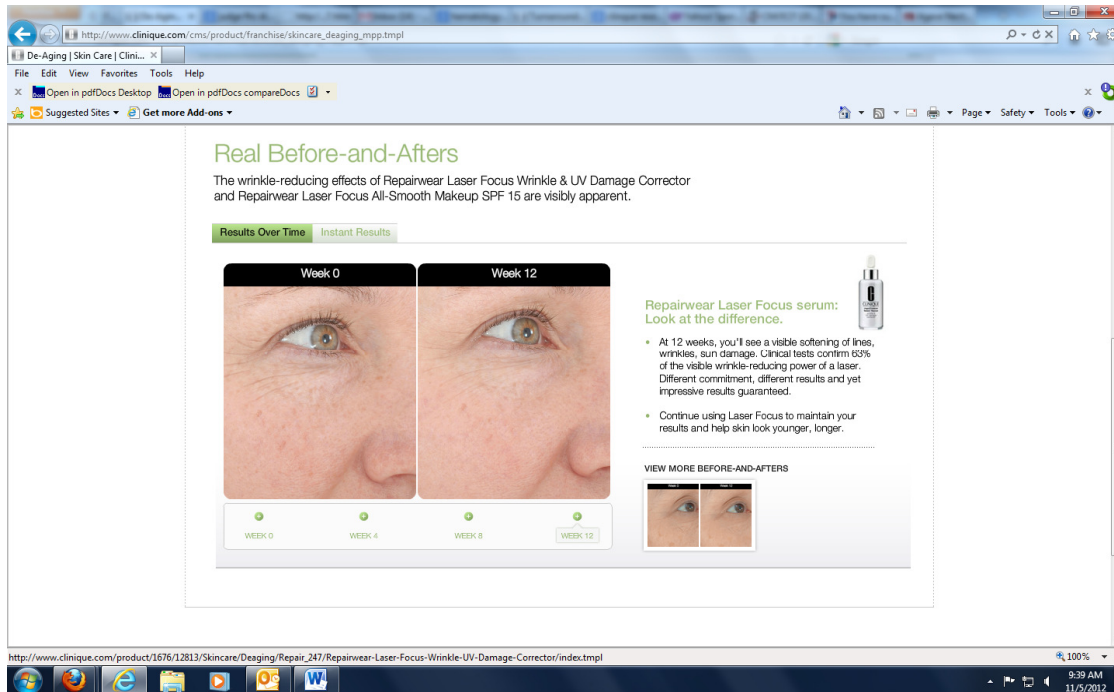 http://www.clinique.com/cms/product/franchise/skincare_deaging_mpp.tmpl
De-Aging | Skin Care | Clini...
File Edit View Favorites Tools Help
Open in pdfDocs Desktop Open in pdfDocs compareDocs
Suggested Sites Get more Add-ons Page Safety Tools
Real Before-and-Afters
The wrinkle-reducing effects of Repairwear Laser Focus Wrinkle & UV Damage Corrector
and Repairwear Laser Focus All-Smooth Makeup SPF 15 are visibly apparent.
Results Over Time Instant Results
Week 0 Week 12
Repairwear Laser Focus serum:
Look at the difference.
• At 12 weeks, you'll see a visible softening of lines,
wrinkles, sun damage. Clinical tests confirm 63%
of the visible wrinkle-reducing power of a laser.
Different commitment, different results and yet
impressive results guaranteed.
• Continue using Laser Focus to maintain your
results and help skin look younger, longer.
VIEW MORE BEFORE-AND-AFTERS
Week 0 Week 12
WEEK 0 WEEK 4 WEEK 8 WEEK 12
http://www.clinique.com/product/1676/12813/Skincare/Deaging/Repair_247/Repairwear-Laser-Focus-Wrinkle-UV-Damage-Corrector/index.tmpl
100%
9:39 AM
11/5/2012